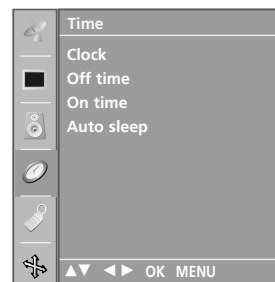 Time
Clock
Off time
On time
Auto sleep
▲▼ ◄► OK MENU